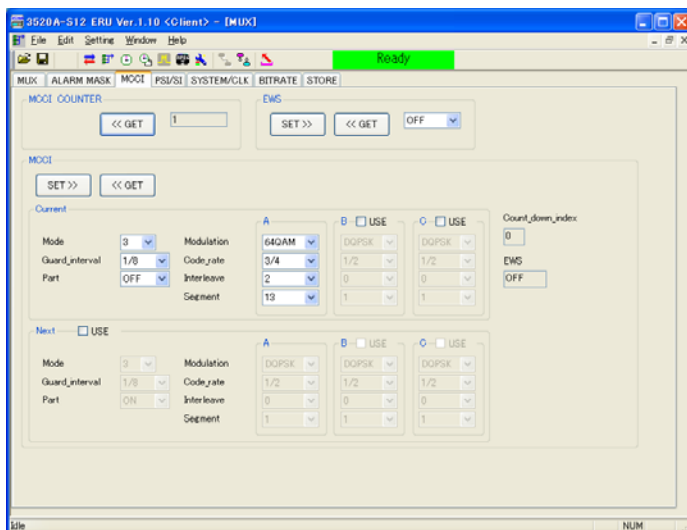 3520A-S12 ERU Ver.1.10 <Client> - [MUX]
File Edit Setting Window Help
Ready
MUX ALARM MASK MCCI PSI/SI SYSTEM/CLK BITRATE STORE
MCCI COUNTER EWS
<< GET 1 SET >> << GET OFF
MCCI
SET >> << GET
Current
A B USE C USE Count_down_index
Mode 3 Modulation 64QAM DQPSK DQPSK 0
Guard_interval 1/8 Code_rate 3/4 1/2 1/2 EWS
Part OFF Interleave 2 0 0 OFF
Segment 13 1 1
Next USE
A B USE C USE
Mode 3 Modulation DQPSK DQPSK DQPSK
Guard_interval 1/8 Code_rate 1/2 1/2 1/2
Part ON Interleave 0 0 0
Segment 1 1 1
Idle NUM